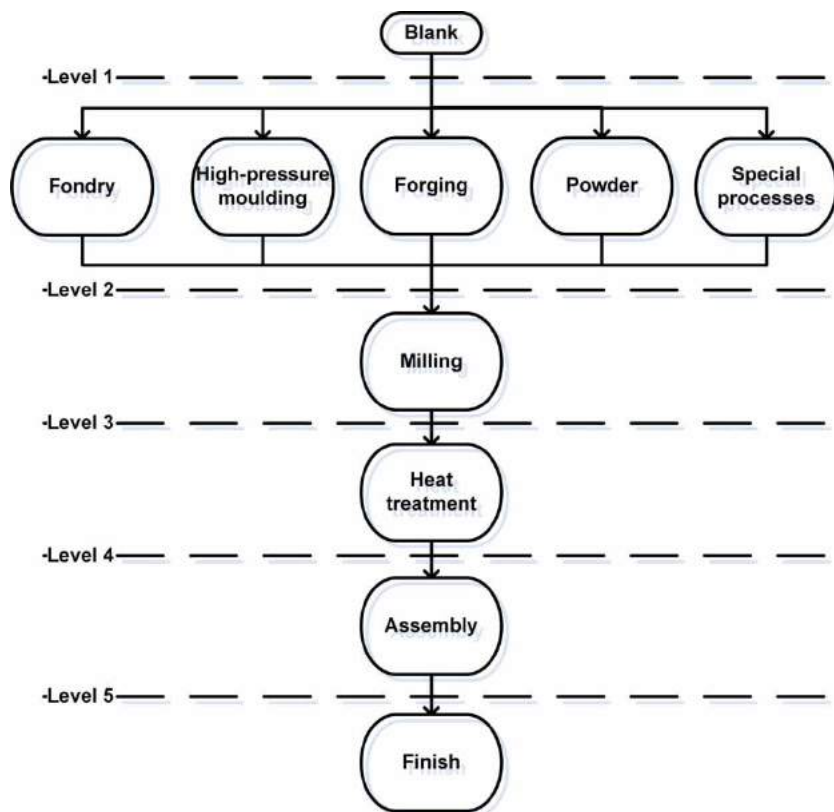 Blank
-Level 1
Fondry
High-pressure
moulding
Forging
Powder
Special
processes
-Level 2
Milling
-Level 3
Heat
treatment
-Level 4
Assembly
-Level 5
Finish